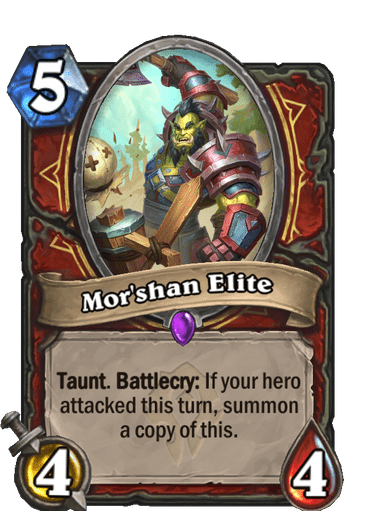 5
Mor'shan Elite
Taunt. Battlecry: If your hero
attacked this turn, summon
a copy of this.
4
4